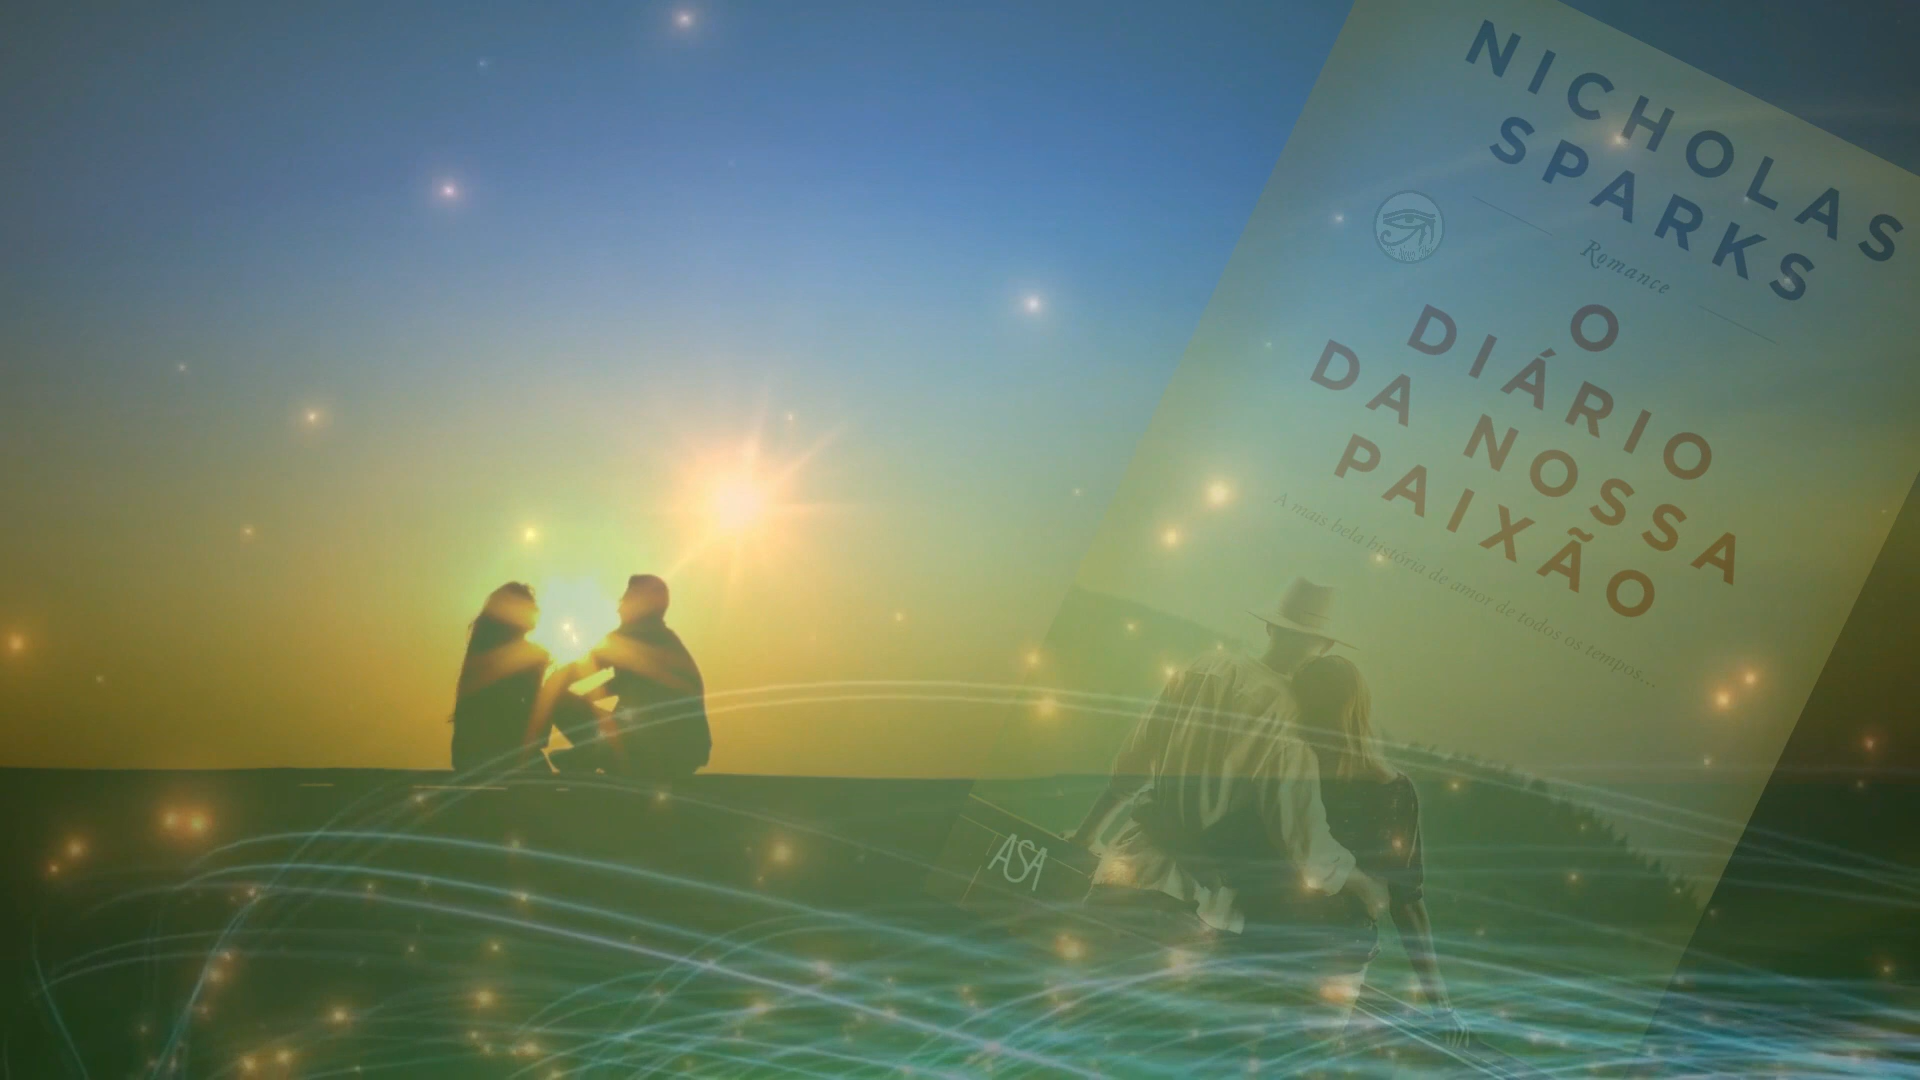 NICHOLAS
SPARKS
Romance
O
DIÁRIO
DA NOSSA
PAIXÃO
A mais bela história de amor de todos os tempos...
ASA